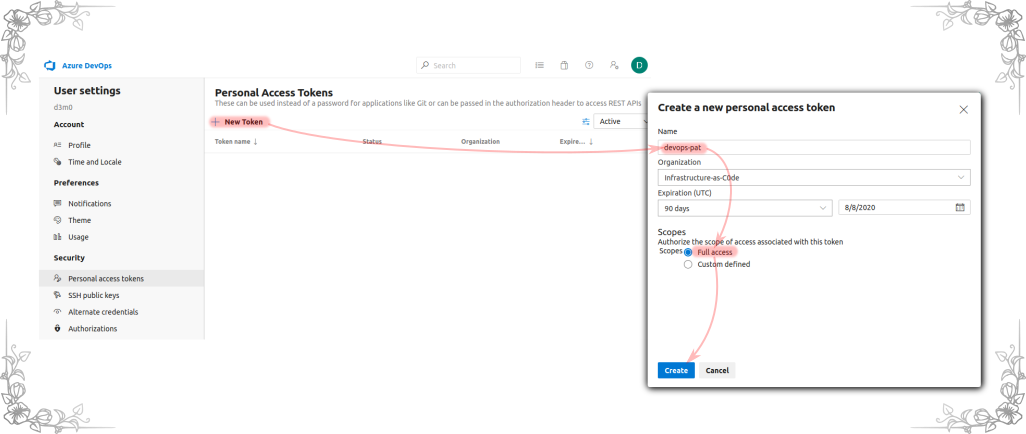 Azure DevOps
Search
D
User settings
d3m0
Account
Profile
Time and Locale
Preferences
Notifications
Theme
Usage
Security
Personal access tokens
SSH public keys
Alternate credentials
Authorizations
Personal Access Tokens
These can be used instead of a password for applications like Git or can be passed in the authorization header to access REST APIs
New Token
Active
Token name ↓ Status Organization Expire... ↓
Create a new personal access token
Name
devops-pat
Organization
Infrastructure-as-C0de
Expiration (UTC)
90 days 8/8/2020
Scopes
Authorize the scope of access associated with this token
Scopes Full access
Custom defined
Create Cancel